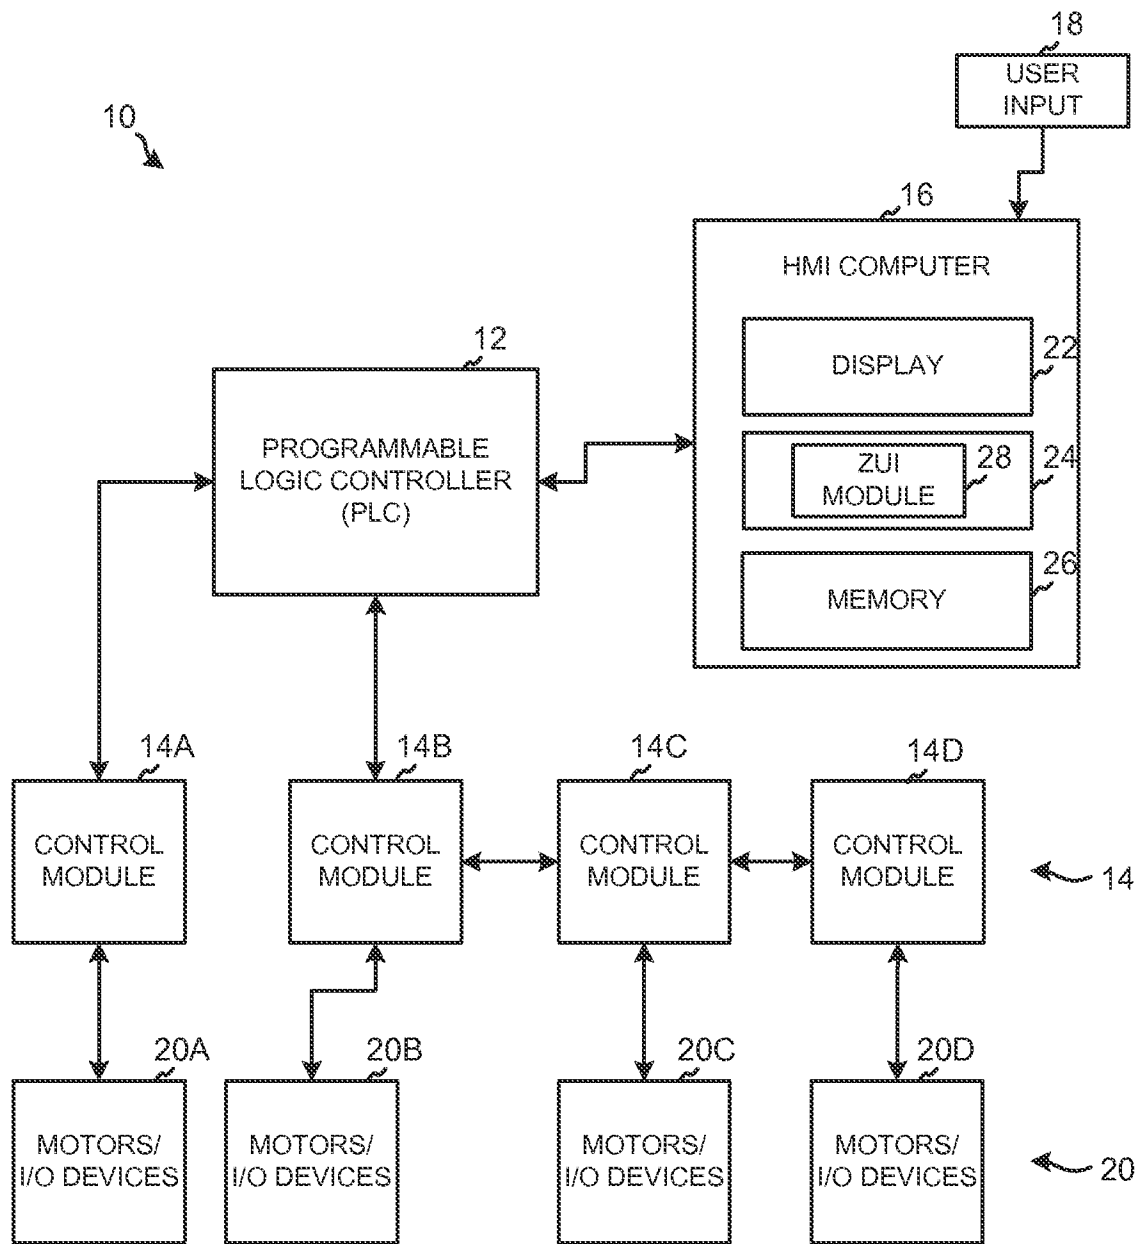 18
USER
INPUT
10
16
HMI COMPUTER
12
DISPLAY
22
PROGRAMMABLE
LOGIC CONTROLLER
(PLC)
ZUI
MODULE
28
24
MEMORY
26
14A
14B
14C
14D
CONTROL
MODULE
CONTROL
MODULE
CONTROL
MODULE
CONTROL
MODULE
14
20A
20B
20C
20D
MOTORS/
I/O DEVICES
MOTORS/
I/O DEVICES
MOTORS/
I/O DEVICES
MOTORS/
I/O DEVICES
20